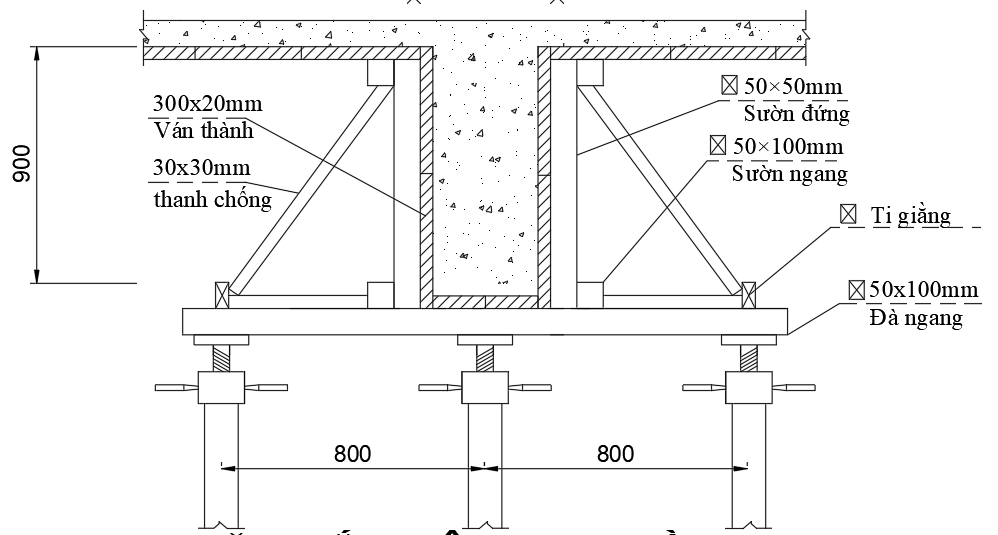 300x20mm
Ván thành
30x30mm
thanh chống
900
50×50mm
Sườn đứng
50×100mm
Sườn ngang
Ti giằng
50x100mm
Đà ngang
800
800